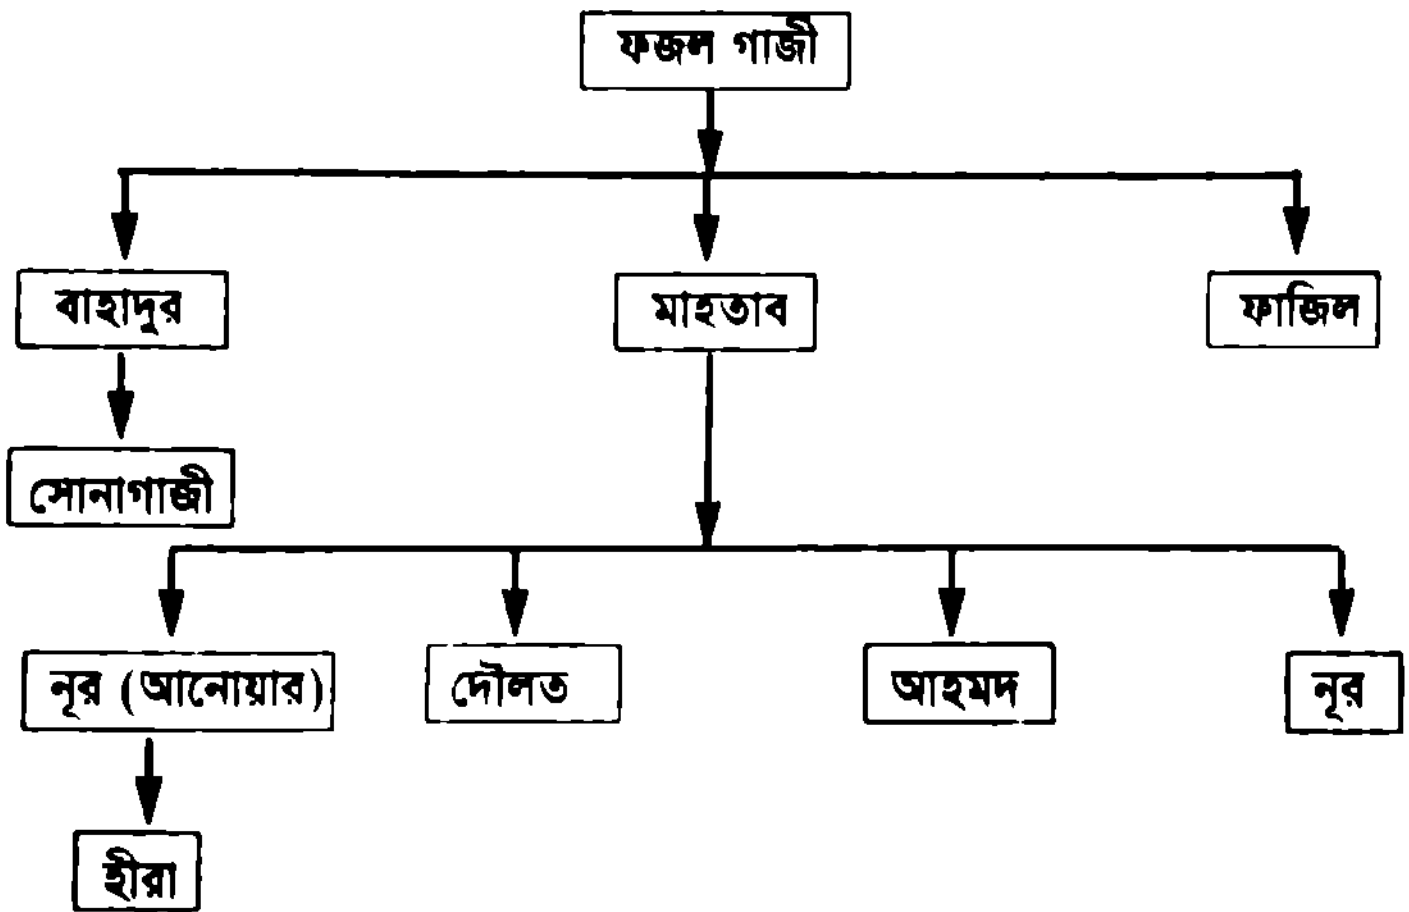 ফজল গাজী
বাহাদুর
মাহতাব
ফাজিল
সোনাগাজী
নূর (আনোয়ার)
দৌলত
আহমদ
নূর
হীরা